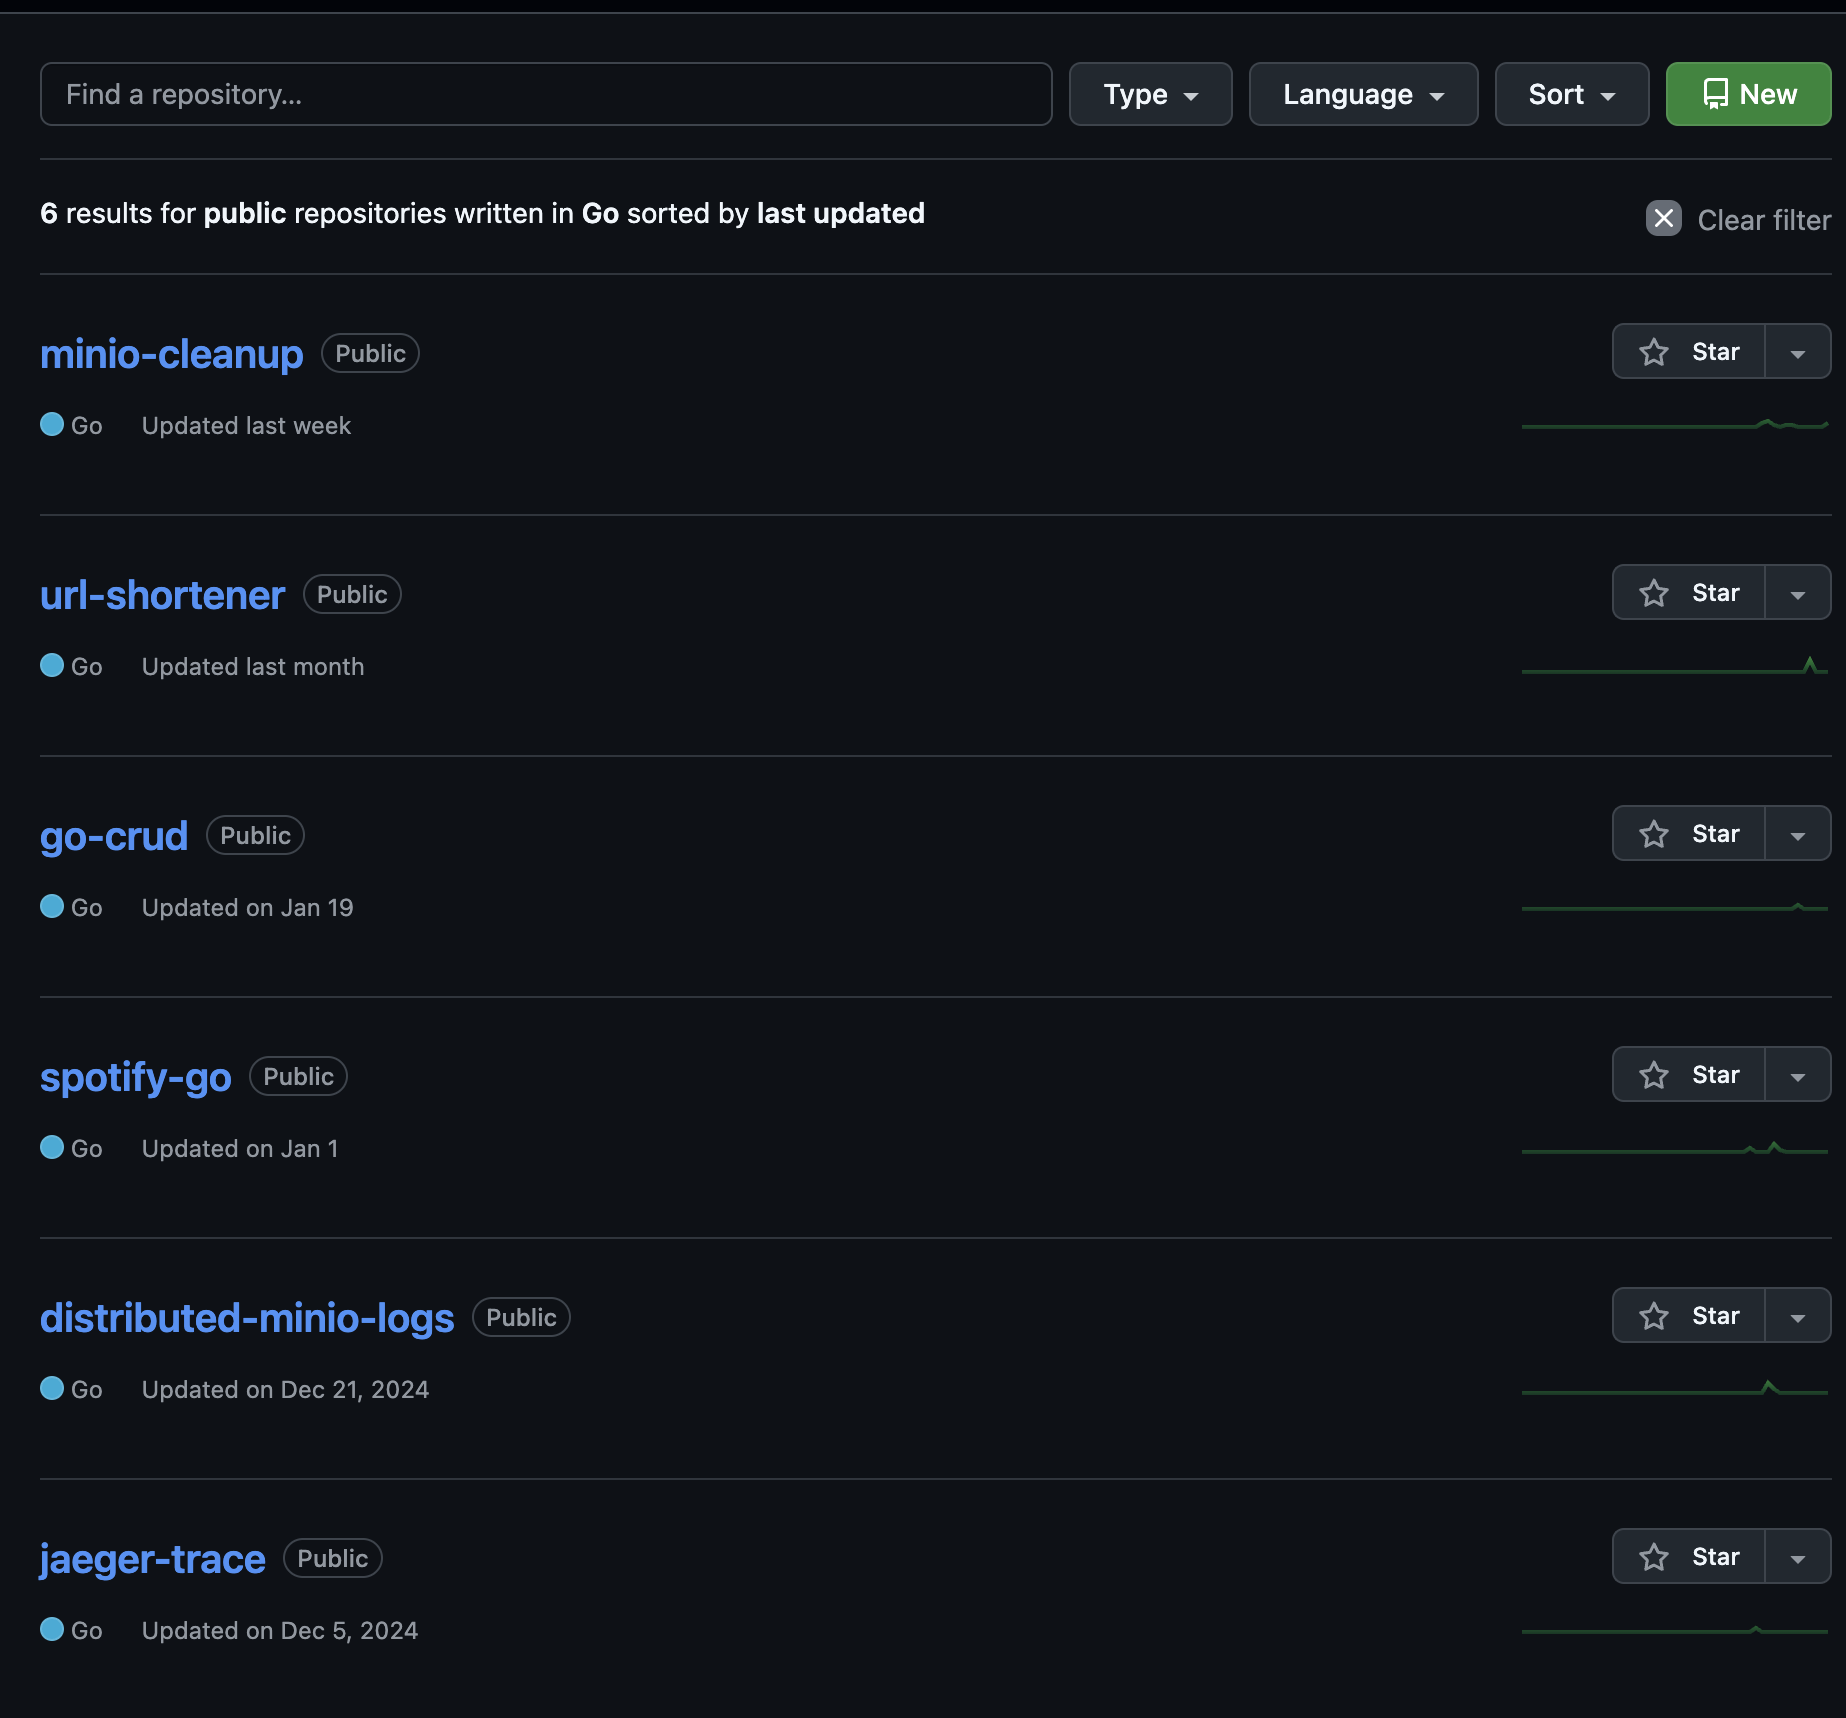 Find a repository...
Type
Language
Sort
New
6 results for public repositories written in Go sorted by last updated
Clear filter
minio-cleanup Public
Star
Go Updated last week
url-shortener Public
Star
Go Updated last month
go-crud Public
Star
Go Updated on Jan 19
spotify-go Public
Star
Go Updated on Jan 1
distributed-minio-logs Public
Star
Go Updated on Dec 21, 2024
jaeger-trace Public
Star
Go Updated on Dec 5, 2024